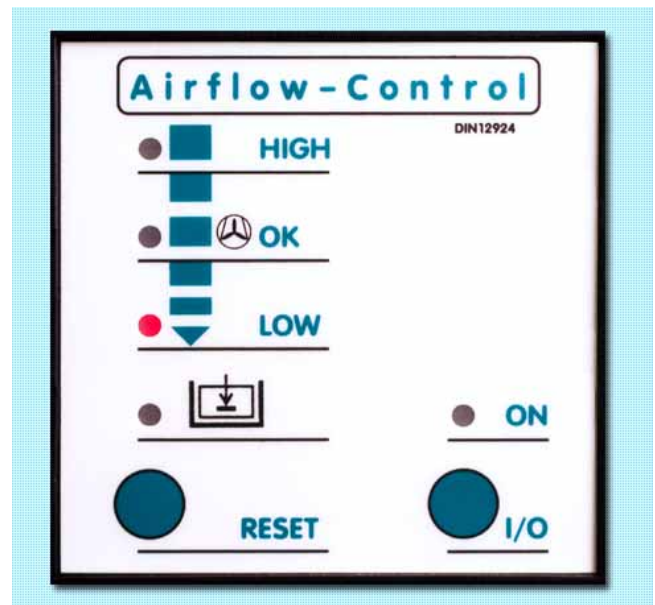 Airflow-Control
DIN12924
HIGH
OK
LOW
ON
RESET
I/O